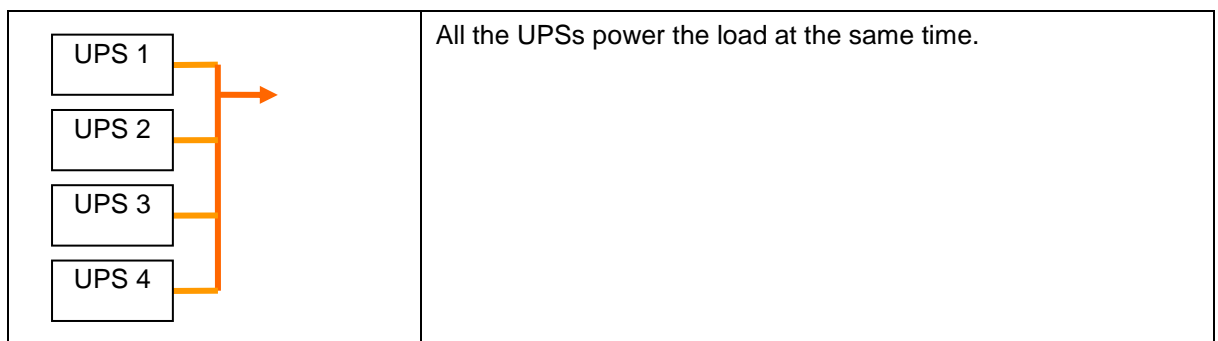 UPS 1
UPS 2
UPS 3
UPS 4
All the UPSs power the load at the same time.